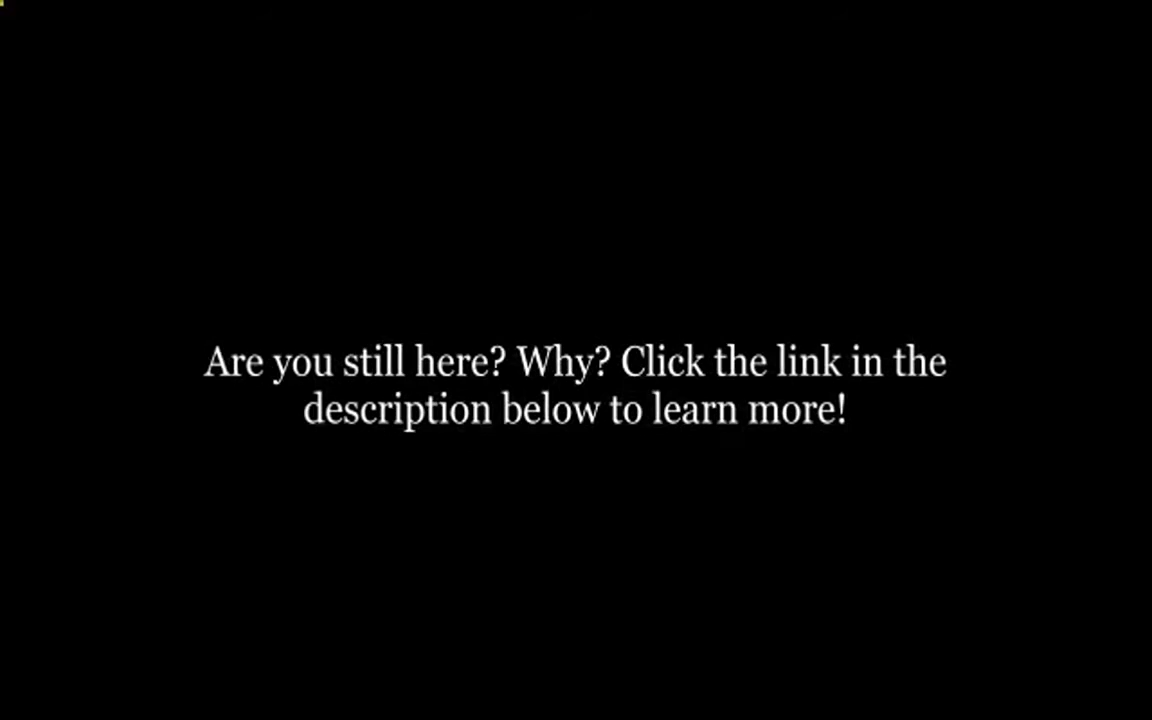 Are you still here? Why? Click the link in the
description below to learn more!